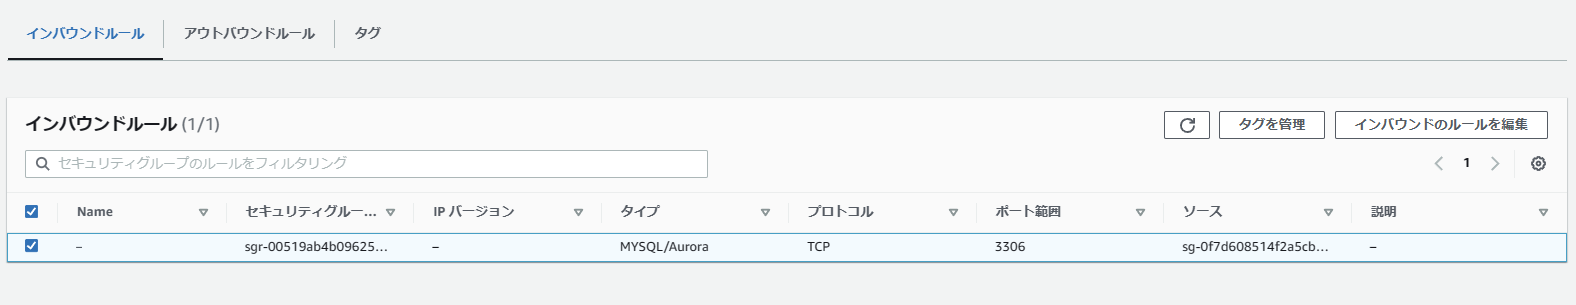 インバウンドルール アウトバウンドルール タグ
インバウンドルール (1/1) タグを管理 インバウンドのルールを編集
セキュリティグループのルールをフィルタリング 1
Name セキュリティグルー... IP バージョン タイプ プロトコル ポート範囲 ソース 説明
– sgr-00519ab4b09625... – MYSQL/Aurora TCP 3306 sg-0f7d608514f2a5cb... –